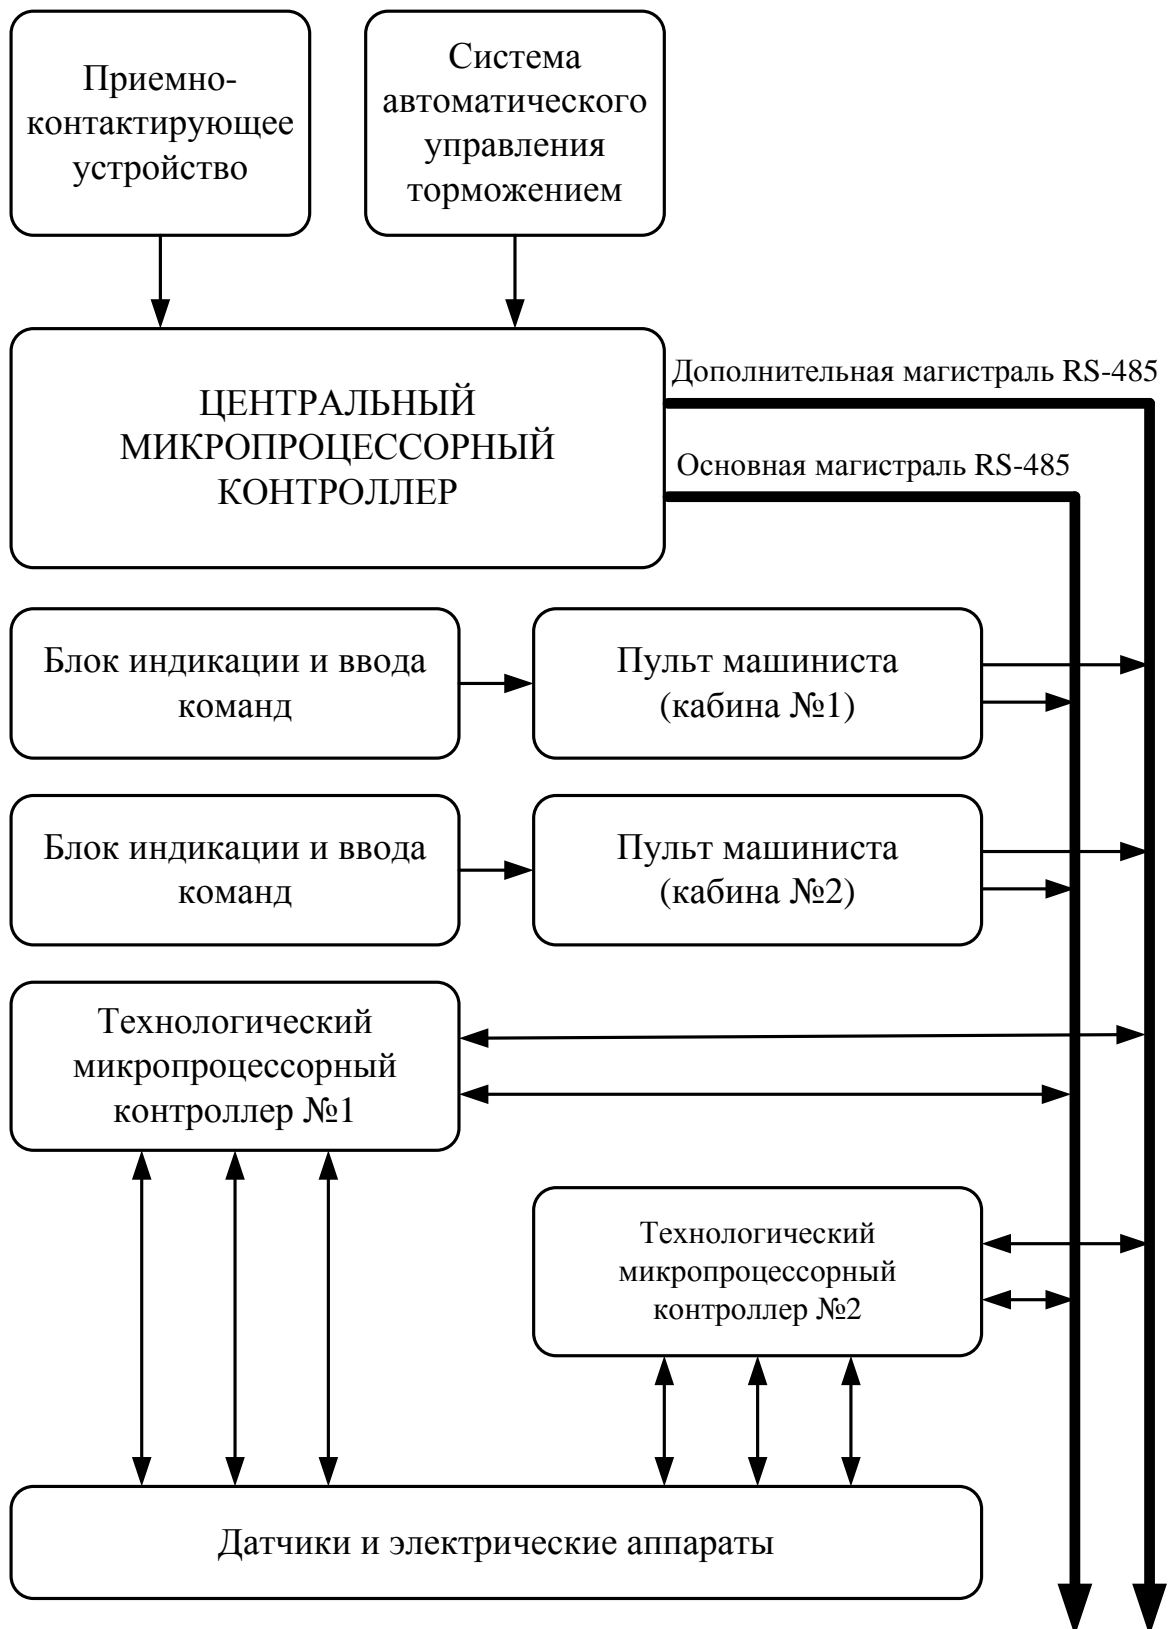 Приемно-
контактирующее
устройство
Система
автоматического
управления
торможением
ЦЕНТРАЛЬНЫЙ
МИКРОПРОЦЕССОРНЫЙ
КОНТРОЛЛЕР
Дополнительная магистраль RS-485
Основная магистраль RS-485
Блок индикации и ввода
команд
Пульт машиниста
(кабина №1)
Блок индикации и ввода
команд
Пульт машиниста
(кабина №2)
Технологический
микропроцессорный
контроллер №1
Технологический
микропроцессорный
контроллер №2
Датчики и электрические аппараты